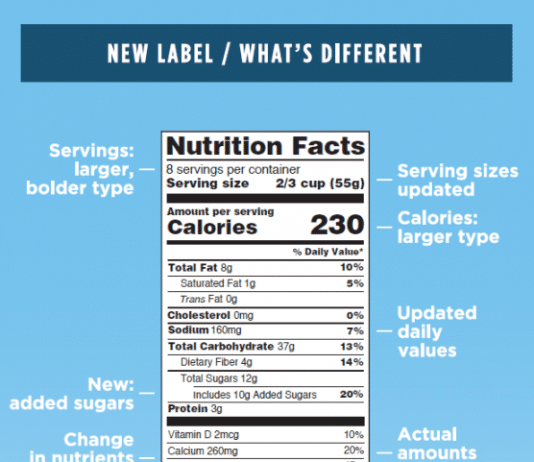 NEW LABEL / WHAT'S DIFFERENT
Servings:
larger,
bolder type
Nutrition Facts
8 servings per container
Serving size 2/3 cup (55g)
Serving sizes
updated
Amount per serving
Calories 230
Calories:
larger type
% Daily Value*
Total Fat 8g 10%
Saturated Fat 1g 5%
Trans Fat 0g
Cholesterol 0mg 0%
Sodium 160mg 7%
Total Carbohydrate 37g 13%
Dietary Fiber 4g 14%
Total Sugars 12g
Includes 10g Added Sugars 20%
Protein 3g
Updated
daily
values
New:
added sugars
Vitamin D 2mcg 10%
Calcium 260mg 20%
Change
in nutrients
Actual
amounts